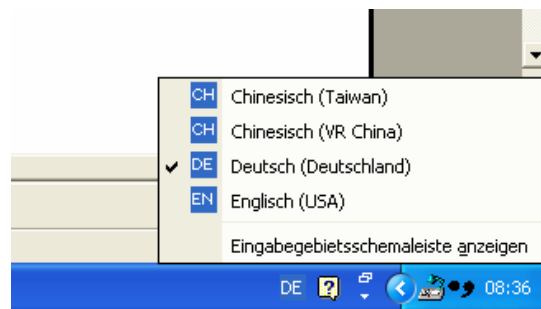 CH Chinesisch (Taiwan)
CH Chinesisch (VR China)
DE Deutsch (Deutschland)
EN Englisch (USA)
Eingabegebietsschemaleiste anzeigen
DE ? 08:36